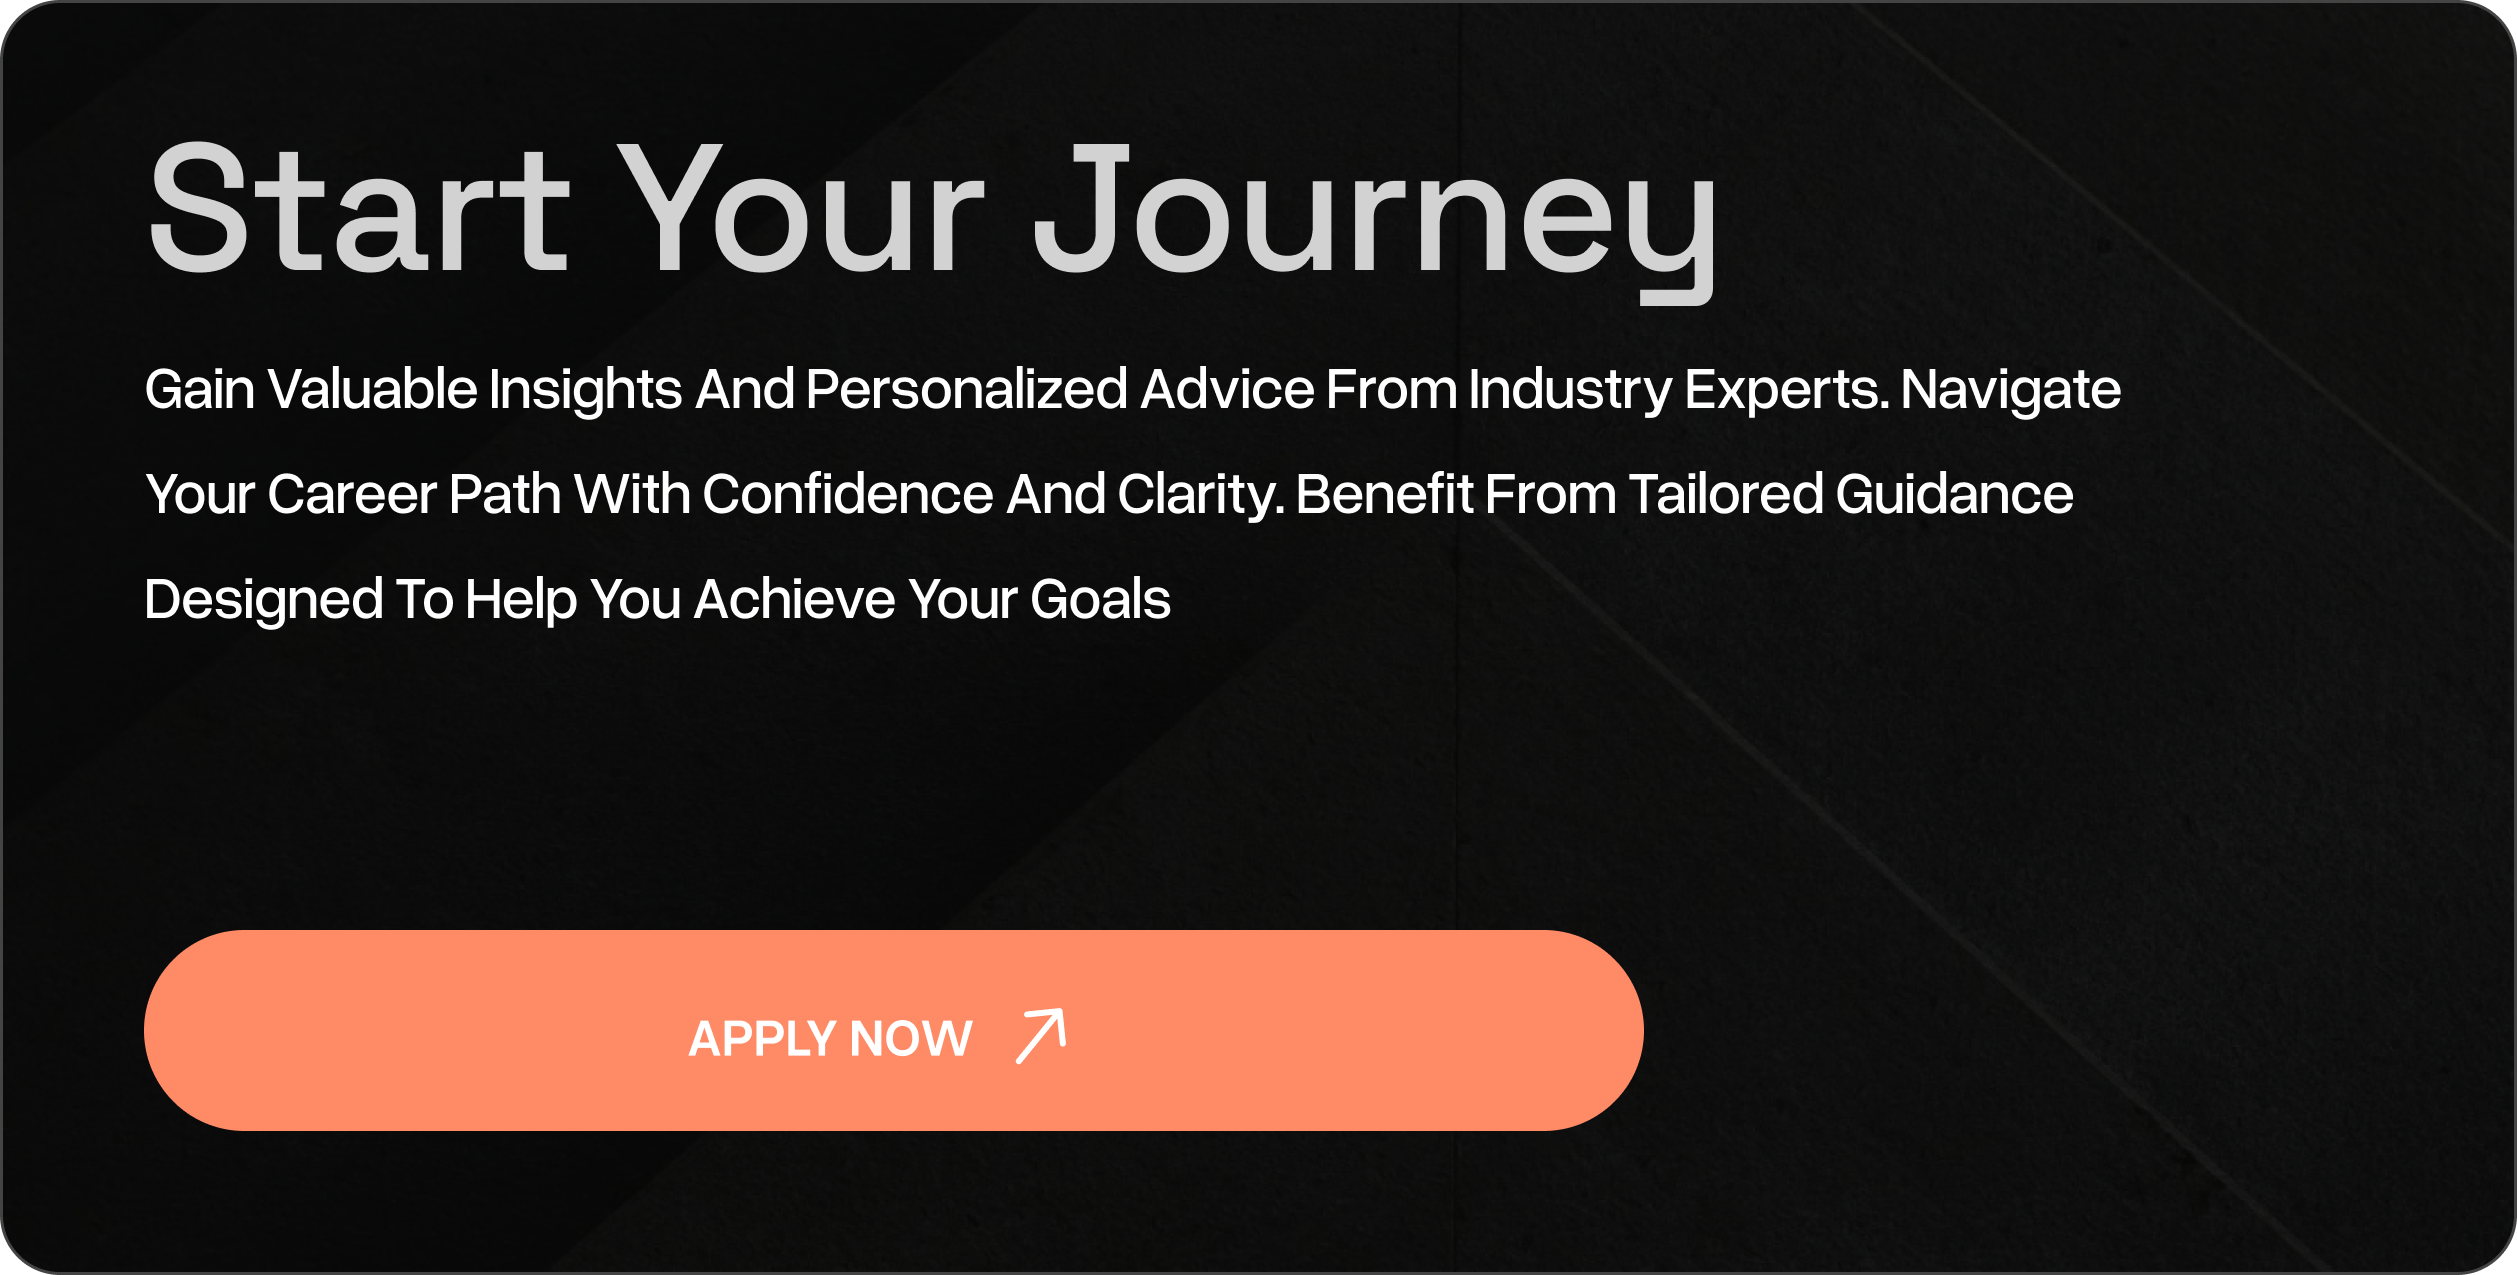 Start Your Journey
Gain Valuable Insights And Personalized Advice From Industry Experts. Navigate
Your Career Path With Confidence And Clarity. Benefit From Tailored Guidance
Designed To Help You Achieve Your Goals
APPLY NOW